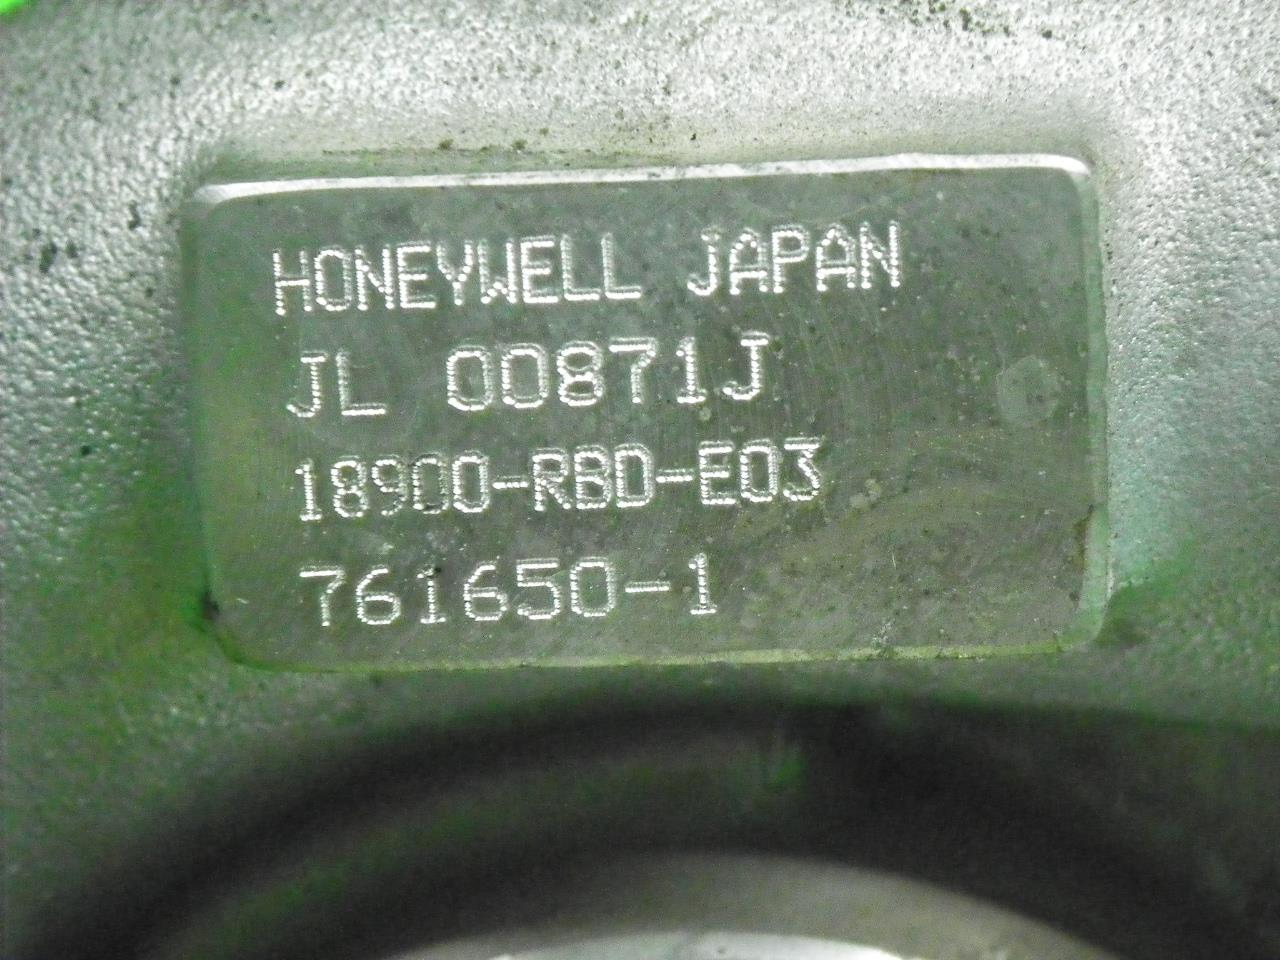 HONEYWELL JAPAN
JL 00871J
18900-RBD-E03
761650-1